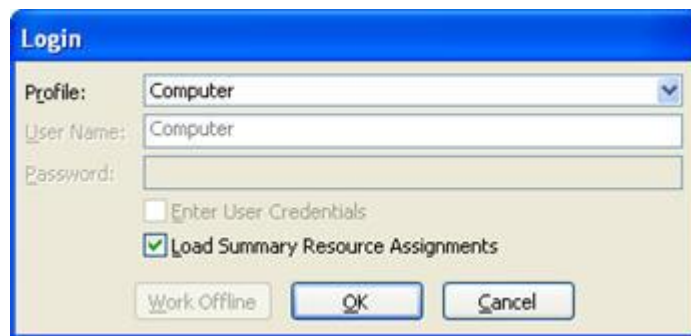 Login
Profile: Computer
User Name: Computer
Password:
Enter User Credentials
Load Summary Resource Assignments
Work Offline OK Cancel